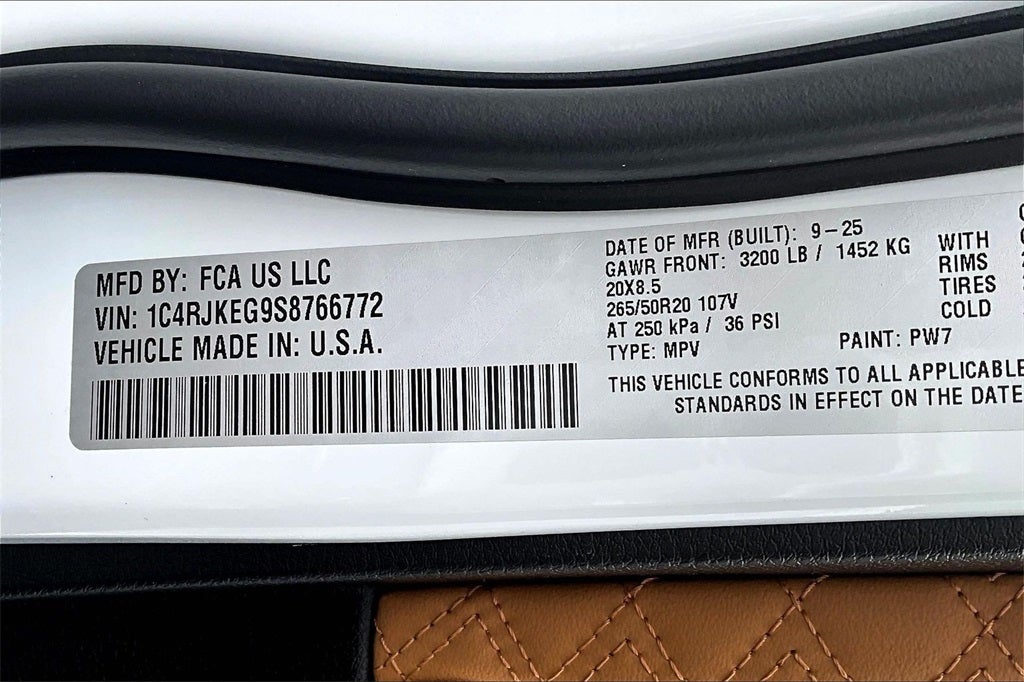 MFD BY: FCA US LLC
VIN: 1C4RJKEG9S8766772
VEHICLE MADE IN: U.S.A.
DATE OF MFR (BUILT): 9-25
GAWR FRONT: 3200 LB / 1452 KG WITH
20X8.5 RIMS
265/50R20 107V TIRES
AT 250 kPa / 36 PSI COLD
TYPE: MPV PAINT: PW7
THIS VEHICLE CONFORMS TO ALL APPLICABLE
STANDARDS IN EFFECT ON THE DATE